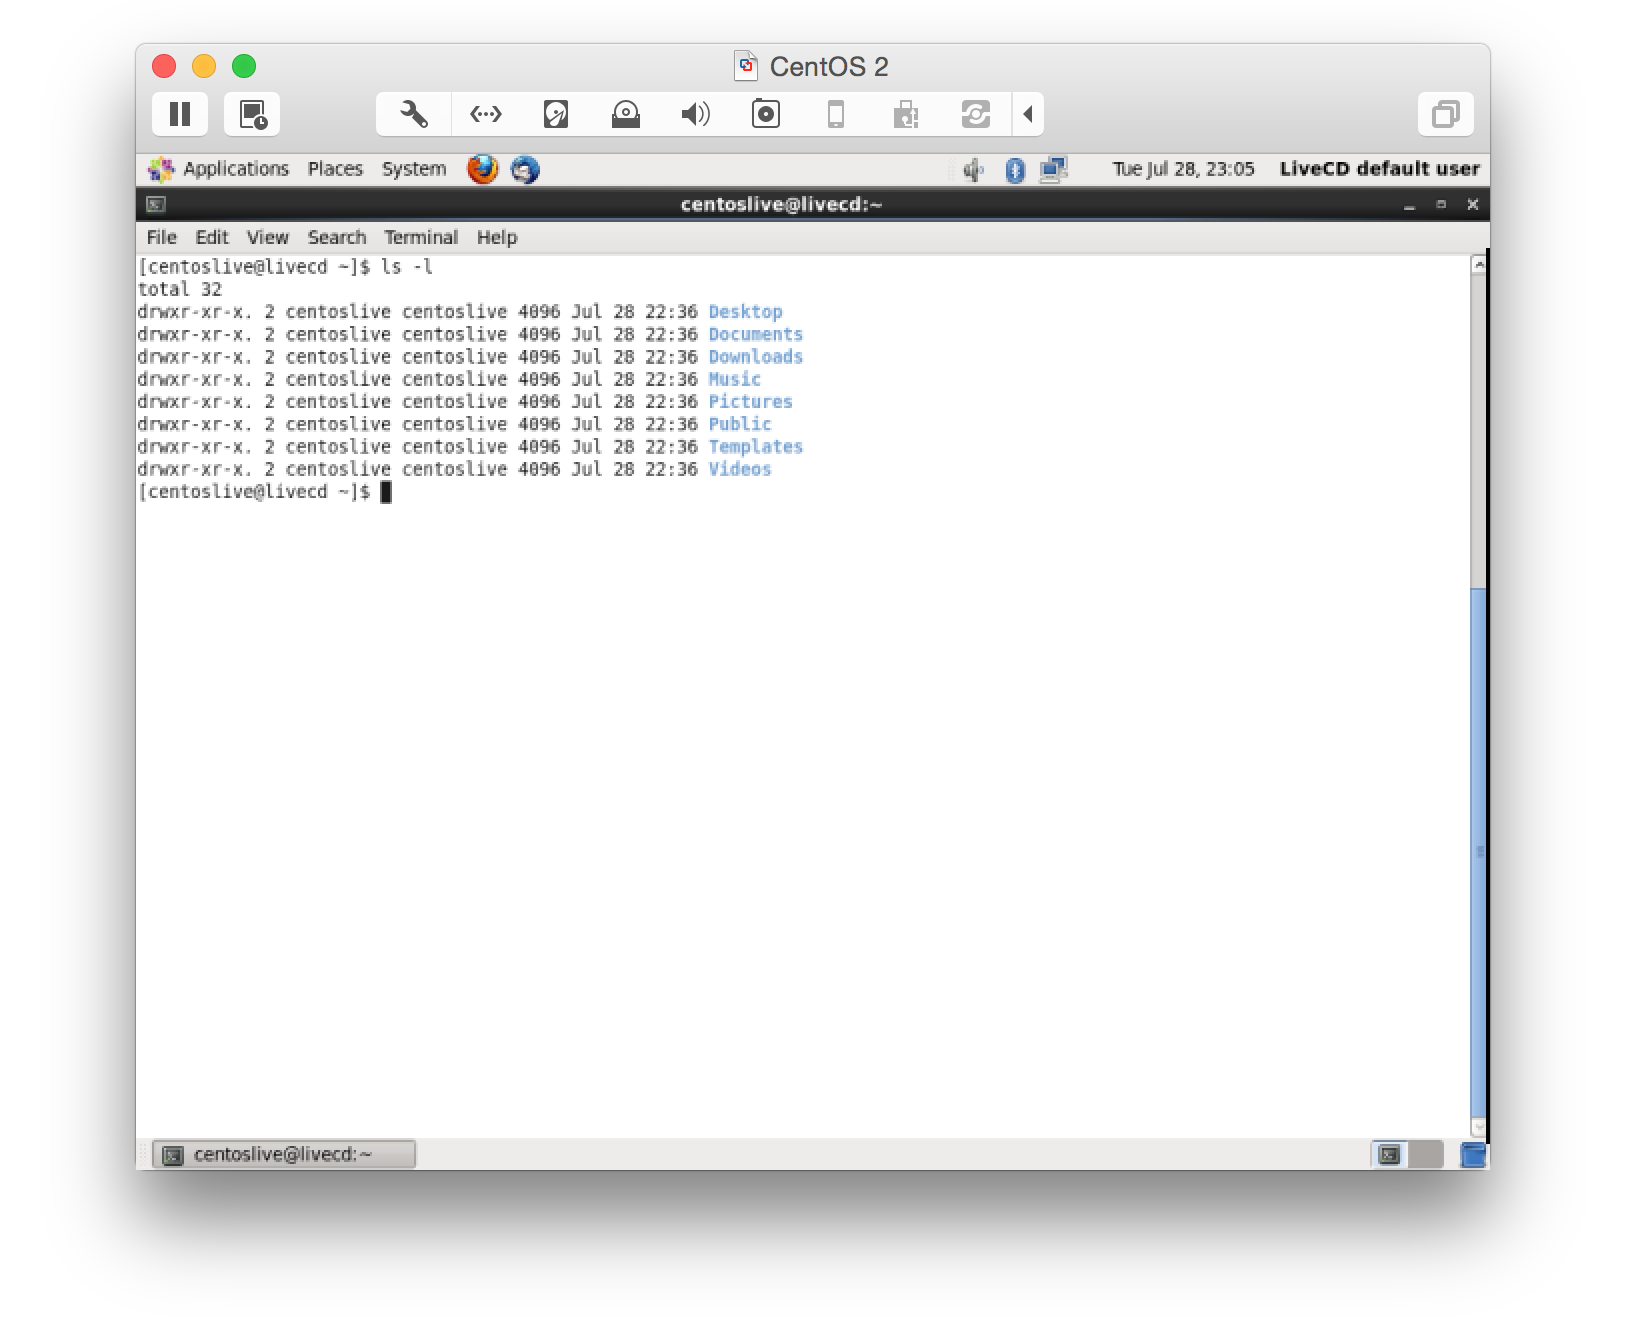 CentOS 2
Applications Places System Tue Jul 28, 23:05 LiveCD default user
centoslive@livecd:~
File Edit View Search Terminal Help
[centoslive@livecd ~]$ ls -l
total 32
drwxr-xr-x. 2 centoslive centoslive 4096 Jul 28 22:36 Desktop
drwxr-xr-x. 2 centoslive centoslive 4096 Jul 28 22:36 Documents
drwxr-xr-x. 2 centoslive centoslive 4096 Jul 28 22:36 Downloads
drwxr-xr-x. 2 centoslive centoslive 4096 Jul 28 22:36 Music
drwxr-xr-x. 2 centoslive centoslive 4096 Jul 28 22:36 Pictures
drwxr-xr-x. 2 centoslive centoslive 4096 Jul 28 22:36 Public
drwxr-xr-x. 2 centoslive centoslive 4096 Jul 28 22:36 Templates
drwxr-xr-x. 2 centoslive centoslive 4096 Jul 28 22:36 Videos
[centoslive@livecd ~]$
centoslive@livecd:~